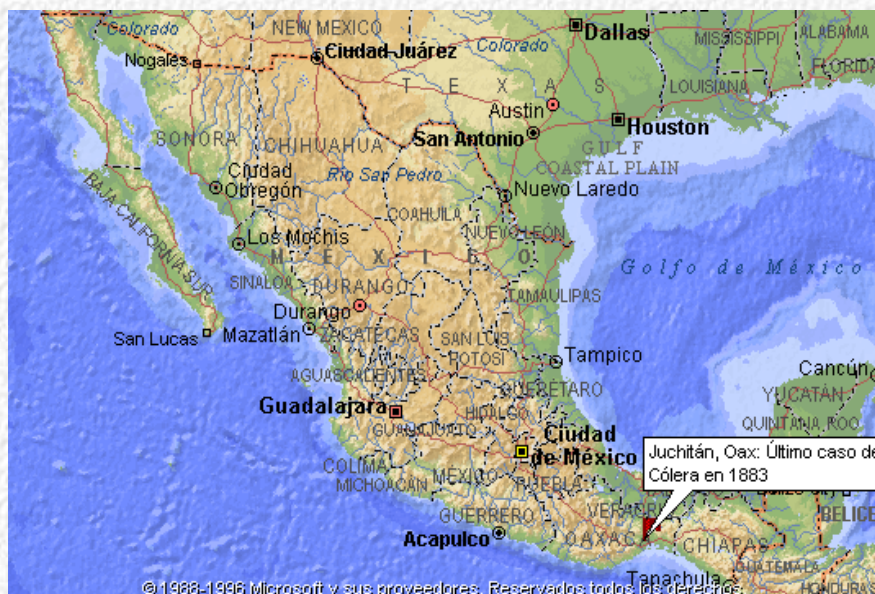 Colorado
NEW MEXICO
Dallas
MISSISSIPPI
ALABAMA
Nogales
Ciudad Juárez
Colorado
FLORIDA
T E X A S
LOUISIANA
SONORA
CHIHUAHUA
Austin
San Antonio
Houston
GULF
COASTAL PLAIN
Ciudad
Obregón
Río San Pedro
Nuevo Laredo
BAJA CALIFORNIA SUR
COAHUILA
NUEVO LEÓN
Los Mochis
M E X I C O
Golfo de México
SINALOA
DURANGO
TAMAULIPAS
Durango
San Lucas
Mazatlán
ZACATECAS
SAN LUIS
POTOSÍ
Tampico
Cancún
AGUASCALIENTES
QUERÉTARO
YUCATÁN
Guadalajara
HIDALGO
QUINTANA ROO
GUANAJUATO
Ciudad
de México
Juchitán, Oax: Último caso de
Cólera en 1883
COLIMA
MICHOACÁN
MÉXICO
PUEBLA
GUERRERO
VERACRU
BELICE
Acapulco
OAXAC
CHIAPAS
GUATEMALA
Tapachula
HONDURAS
© 1988-1996 Microsoft y sus proveedores. Reservados todos los derechos.